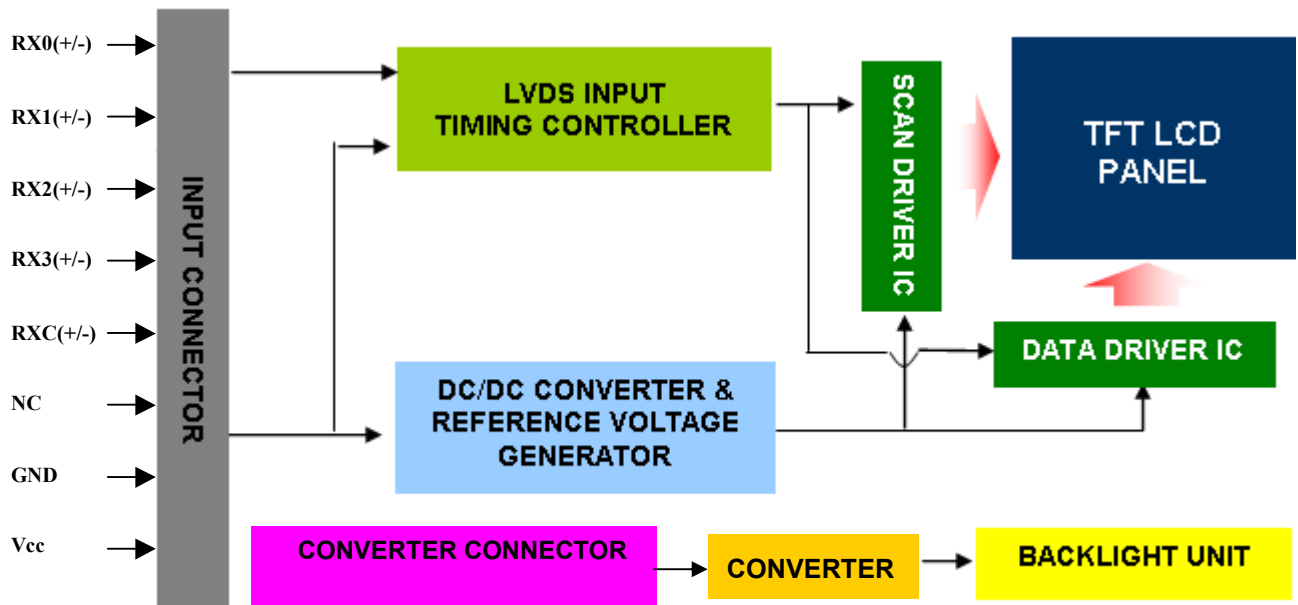 RX0(+/-)
RX1(+/-)
RX2(+/-)
RX3(+/-)
RXC(+/-)
NC
GND
Vcc
INPUT CONNECTOR
LVDS INPUT
TIMING CONTROLLER
SCAN DRIVER IC
TFT LCD
PANEL
DATA DRIVER IC
DC/DC CONVERTER &
REFERENCE VOLTAGE
GENERATOR
CONVERTER CONNECTOR
CONVERTER
BACKLIGHT UNIT